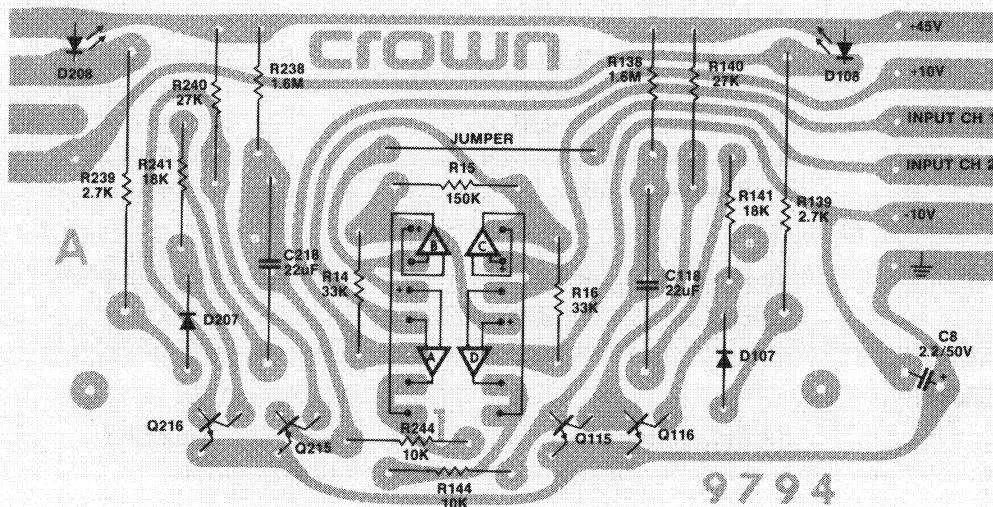 crown
+45V
D208
R238
1.6M
R138
1.6M
R140
27K
D108
+10V
R240
27K
INPUT CH 1
JUMPER
INPUT CH 2
R239
2.7K
R241
18K
R15
150K
R141
18K
R139
2.7K
-10V
A
+
B
C
+
C218
22uF
R14
33K
R16
33K
C118
22uF
+
+
D207
A
D
D107
C8
2.2/50V
+
Q216
Q215
R244
10K
1
Q115
Q116
R144
10K
9794